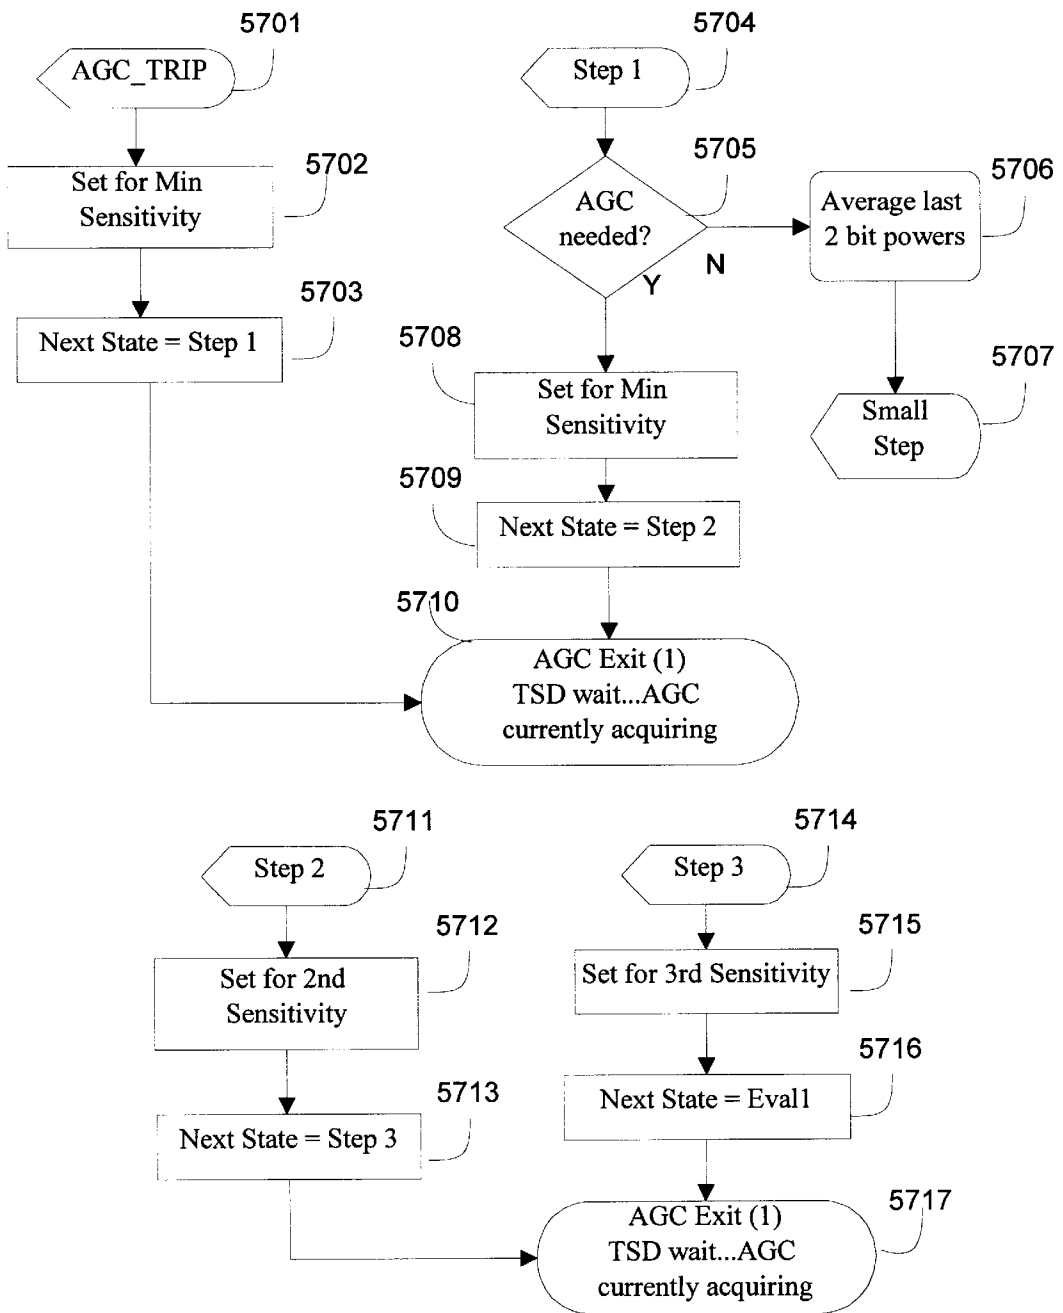 5701
AGC_TRIP
5702
Set for Min
Sensitivity
5703
Next State = Step 1
5704
Step 1
5705
AGC
needed?
N
Y
5706
Average last
2 bit powers
5707
Small
Step
5708
Set for Min
Sensitivity
5709
Next State = Step 2
5710
AGC Exit (1)
TSD wait...AGC
currently acquiring
5711
Step 2
5712
Set for 2nd
Sensitivity
5713
Next State = Step 3
5714
Step 3
5715
Set for 3rd Sensitivity
5716
Next State = Eval1
5717
AGC Exit (1)
TSD wait...AGC
currently acquiring